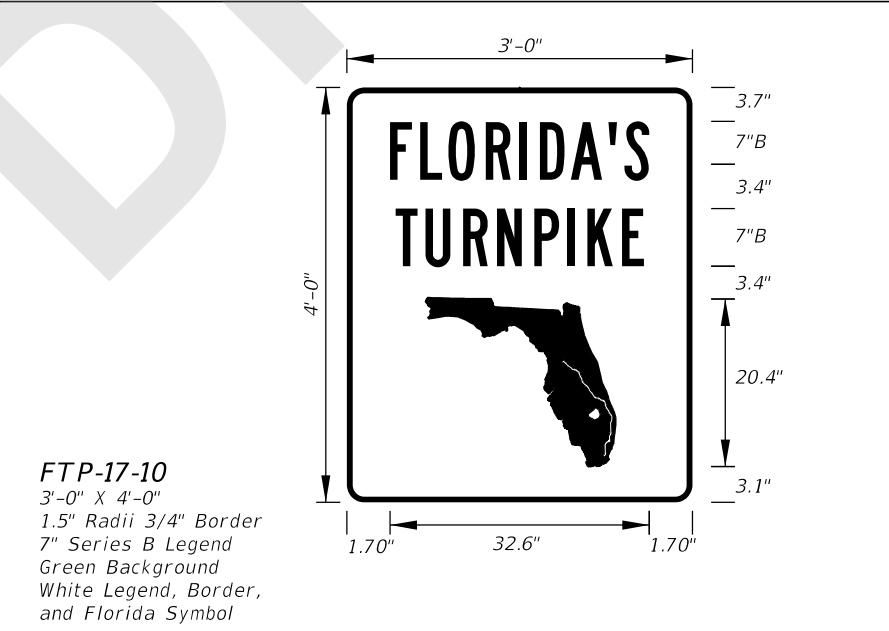 3'-0"
FLORIDA'S
TURNPIKE
4'-0"
3.7"
7"B
3.4"
7"B
3.4"
20.4"
3.1"
1.70"
32.6"
1.70"
FTP-17-10
3'-0" X 4'-0"
1.5" Radii 3/4" Border
7" Series B Legend
Green Background
White Legend, Border,
and Florida Symbol